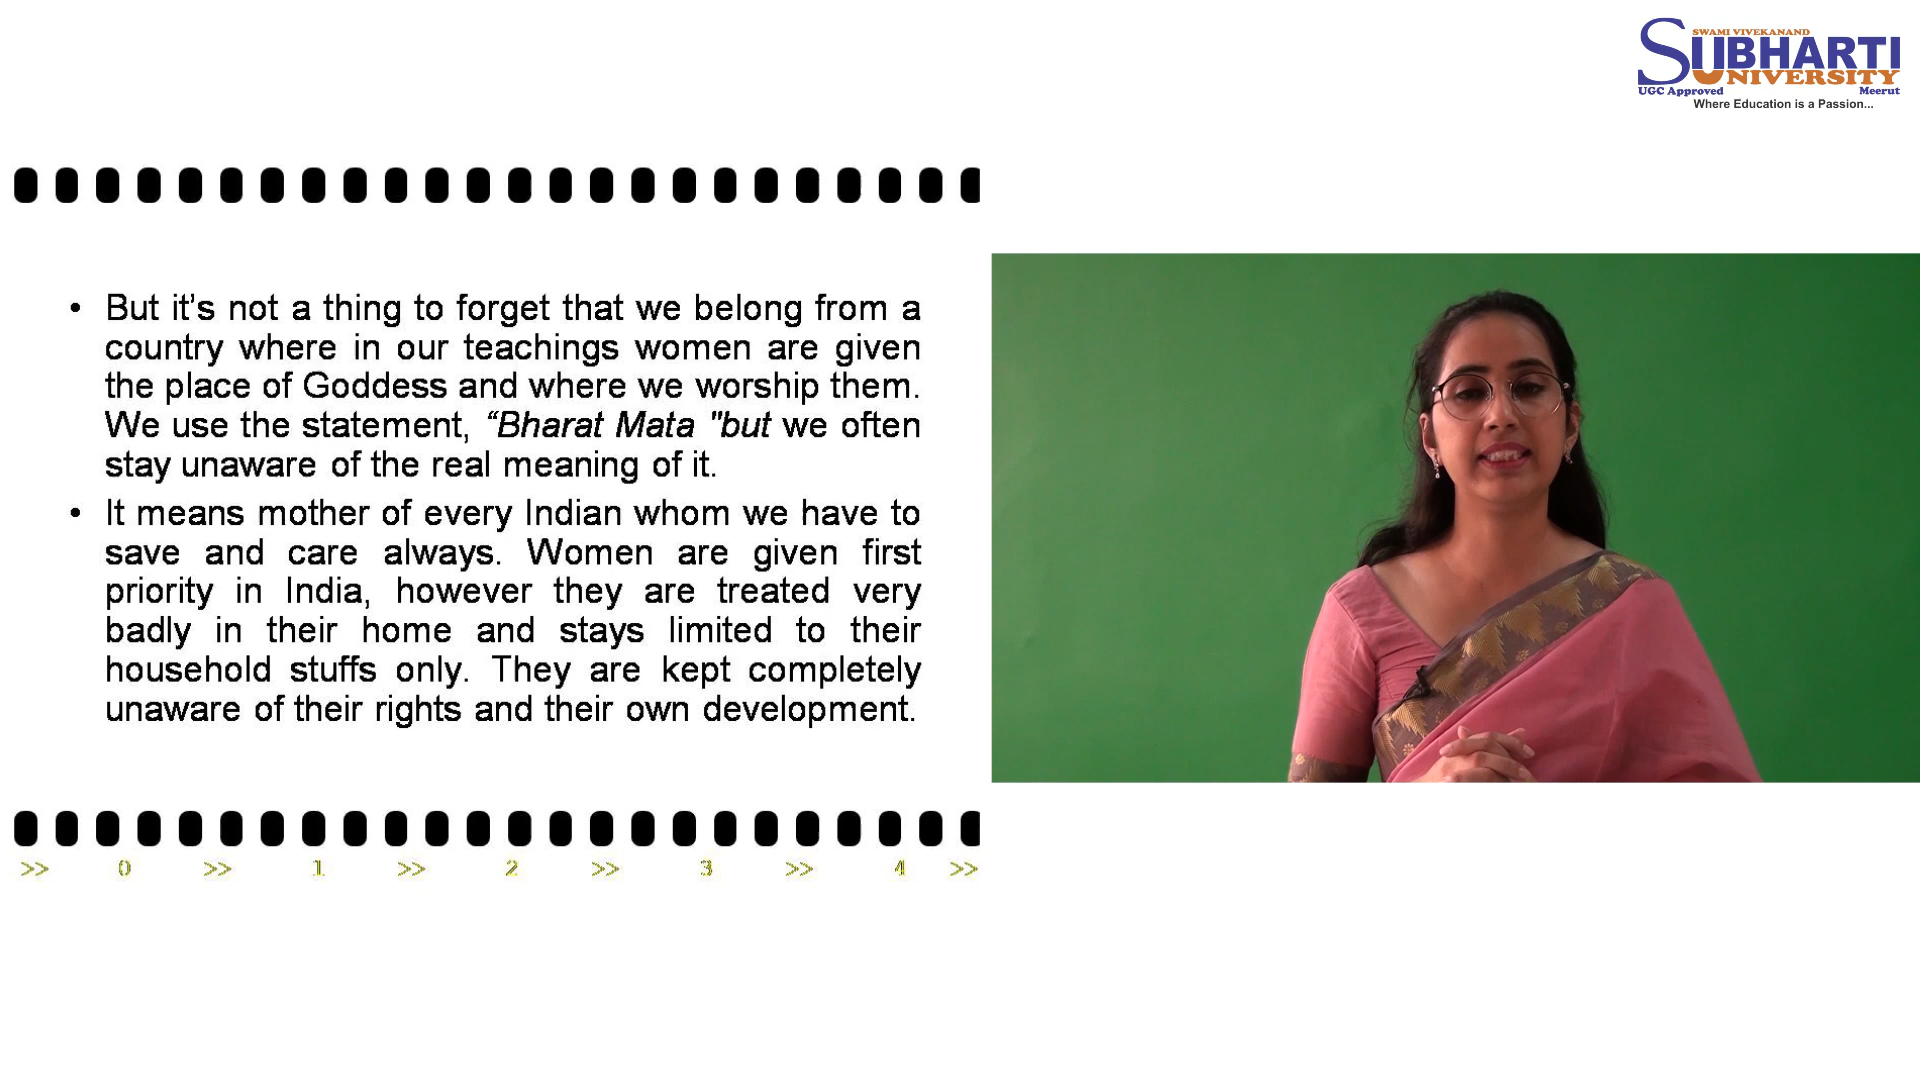 SWAMI VIVEKANAND
SUBHARTI
UNIVERSITY
UGC Approved Meerut
Where Education is a Passion...
• But it’s not a thing to forget that we belong from a
country where in our teachings women are given
the place of Goddess and where we worship them.
We use the statement, “Bharat Mata "but we often
stay unaware of the real meaning of it.
• It means mother of every Indian whom we have to
save and care always. Women are given first
priority in India, however they are treated very
badly in their home and stays limited to their
household stuffs only. They are kept completely
unaware of their rights and their own development.
>> 0 >> 1 >> 2 >> 3 >> 4 >>